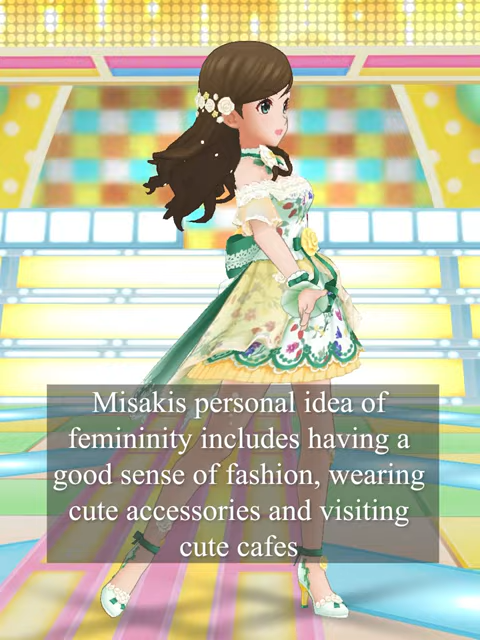 Misakis personal idea of
femininity includes having a
good sense of fashion, wearing
cute accessories and visiting
cute cafes